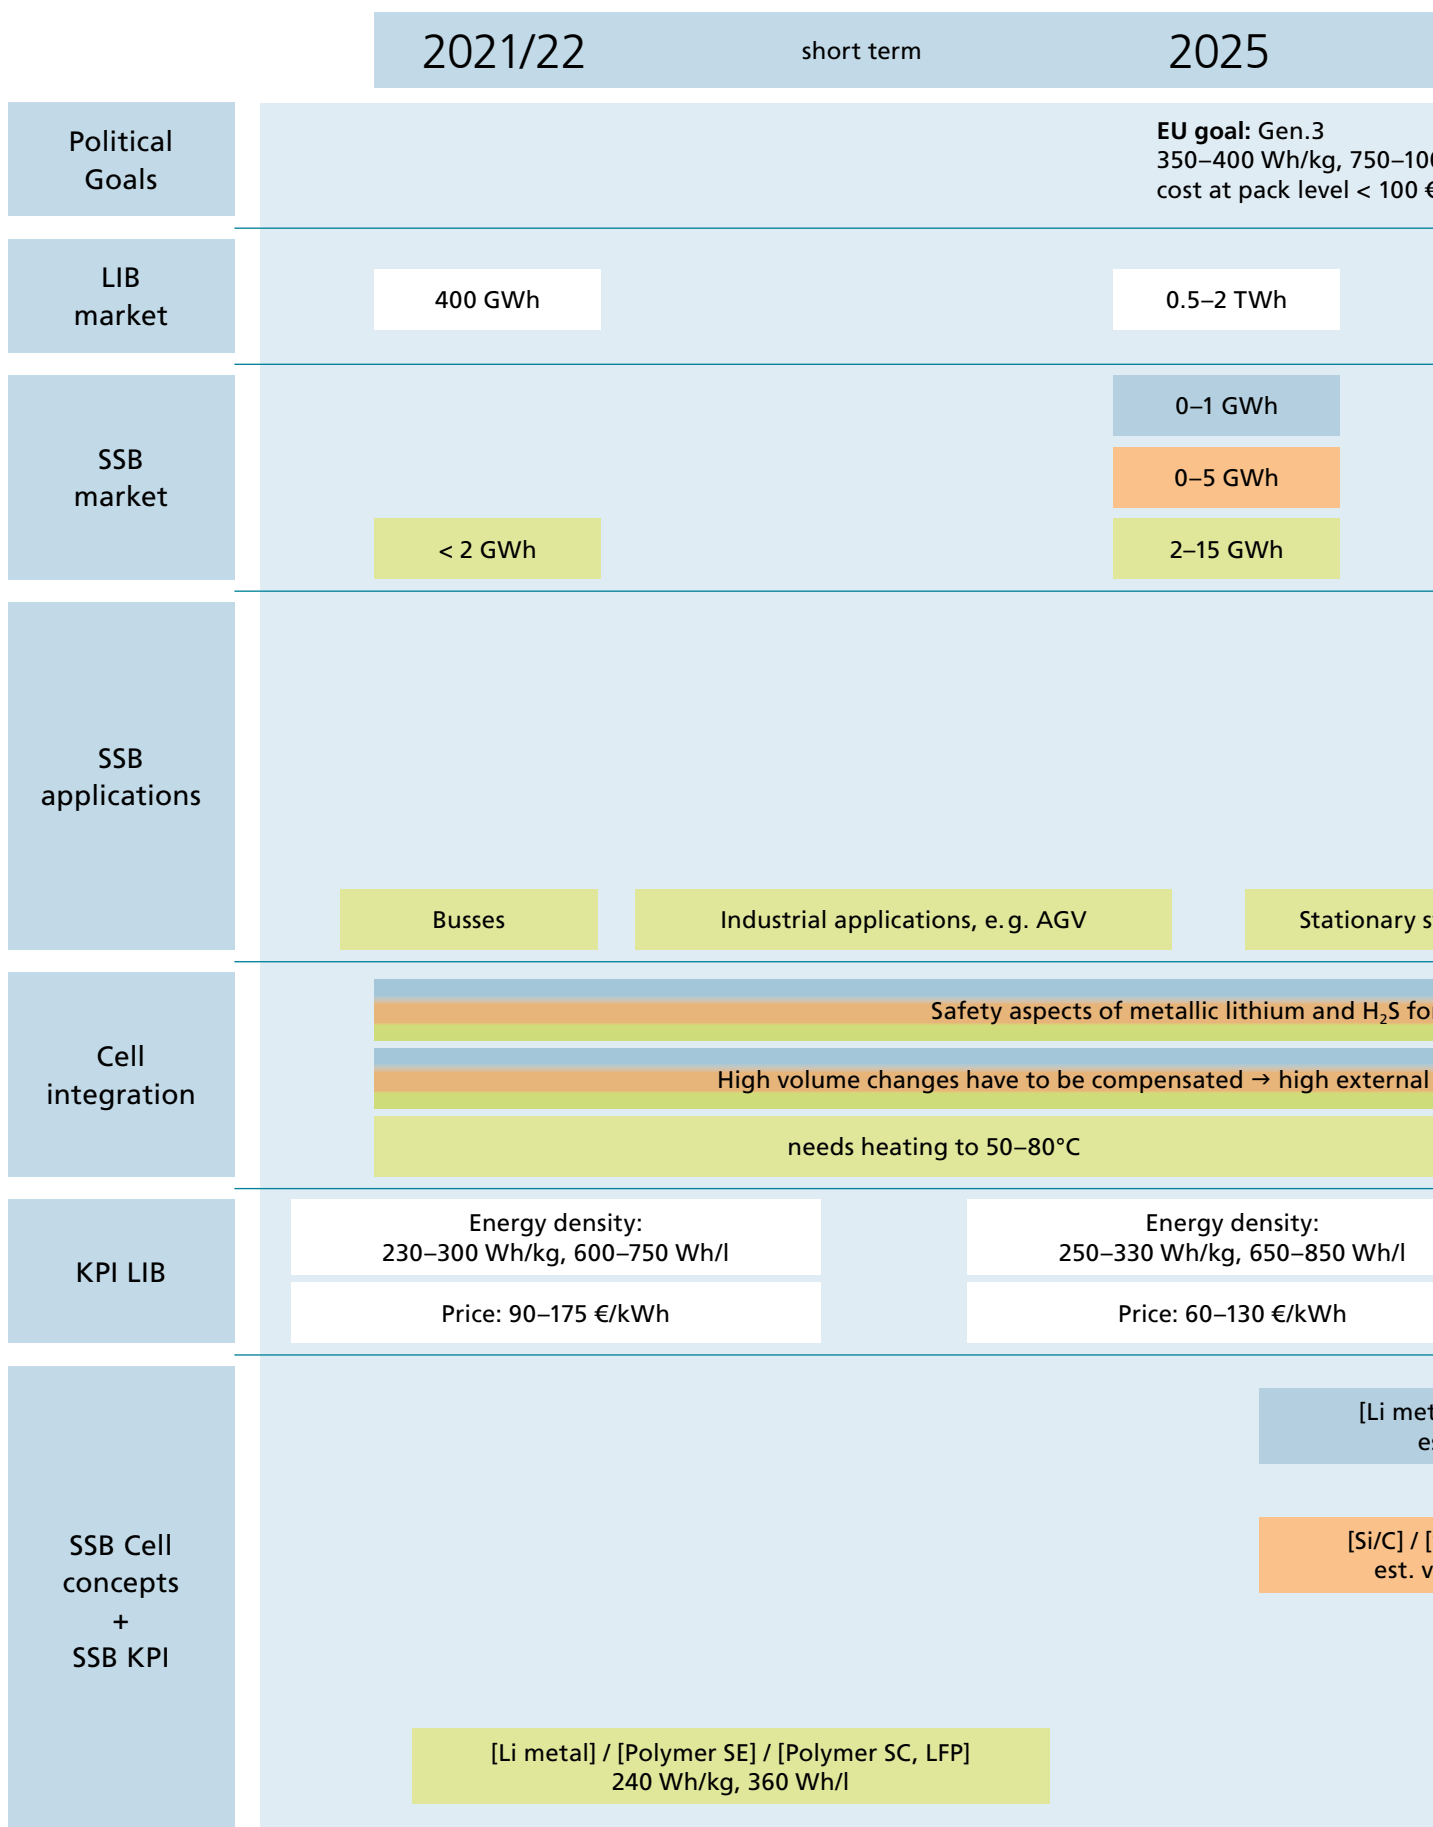 2021/22 short term 2025
Political
Goals
EU goal: Gen.3
350–400 Wh/kg, 750–100
cost at pack level < 100 €
LIB
market
400 GWh
0.5–2 TWh
SSB
market
0–1 GWh
0–5 GWh
< 2 GWh
2–15 GWh
SSB
applications
Busses
Industrial applications, e. g. AGV
Stationary
Cell
integration
Safety aspects of metallic lithium and H₂S
High volume changes have to be compensated → high external
needs heating to 50–80°C
KPI LIB
Energy density:
230–300 Wh/kg, 600–750 Wh/l
Price: 90–175 €/kWh
Energy density:
250–330 Wh/kg, 650–850 Wh/l
Price: 60–130 €/kWh
SSB Cell
concepts
+
SSB KPI
[Li
[Si/C] / [
est.
[Li metal] / [Polymer SE] / [Polymer SC, LFP]
240 Wh/kg, 360 Wh/l